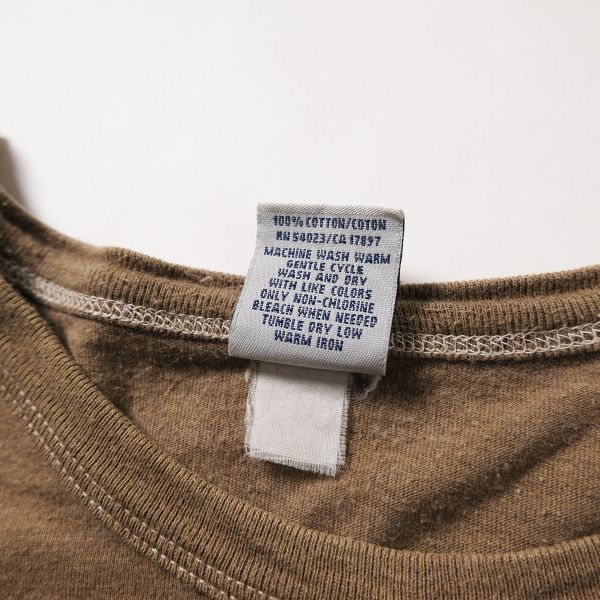 100% COTTON/COTON
RN 54023/CA 17897
MACHINE WASH WARM
GENTLE CYCLE
WASH AND DRY
WITH LIKE COLORS
ONLY NON-CHLORINE
BLEACH WHEN NEEDED
TUMBLE DRY LOW
WARM IRON